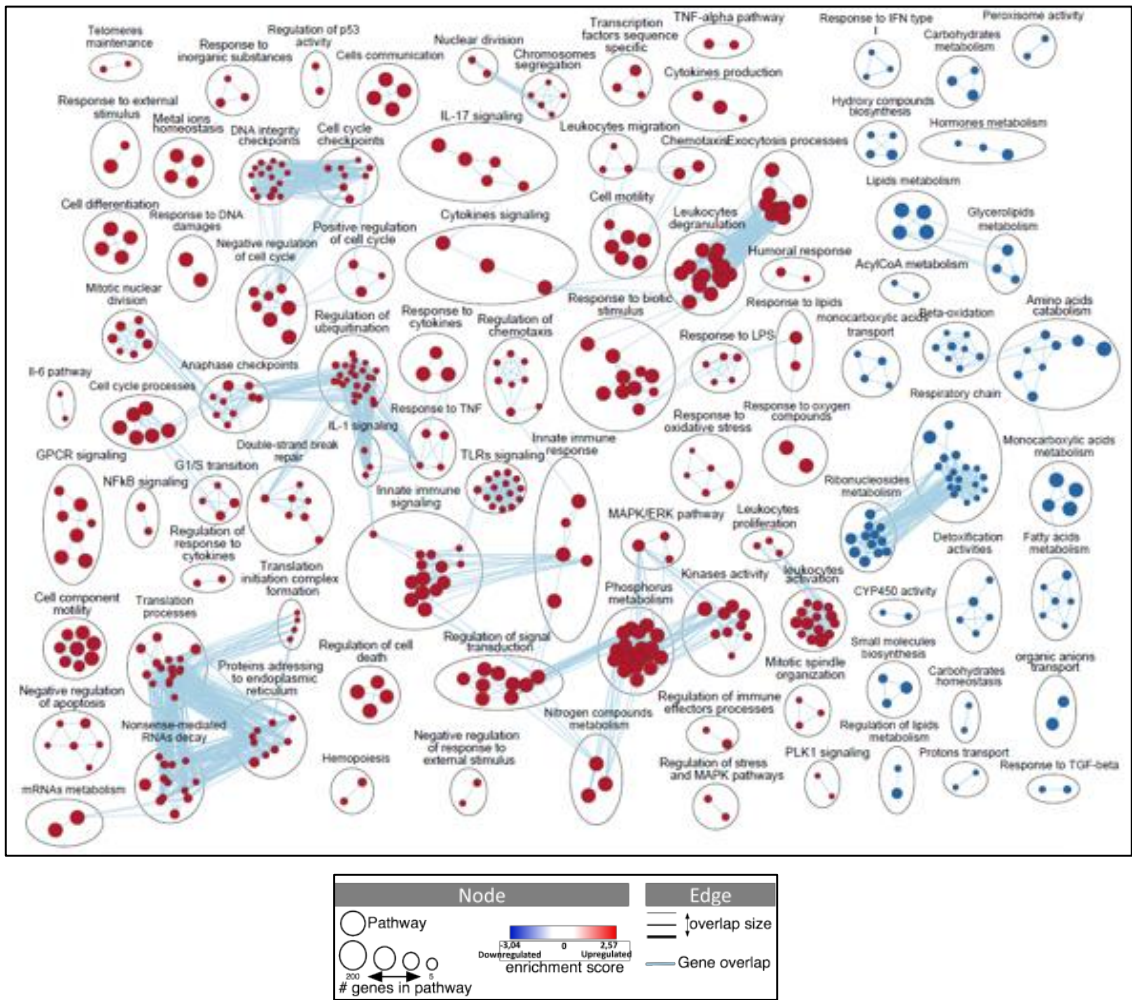 Telomeres
maintenance
Response to
inorganic substances
Regulation of p53
activity
Cells communication
Nuclear division
Chromosomes
segregation
Transcription
factors sequence
specific
TNF-alpha pathway
Response to IFN type
I
Carbohydrates
metabolism
Peroxisome activity
Response to external
stimulus
Metal ions
homeostasis
DNA integrity
checkpoints
Cell cycle
checkpoints
IL-17 signaling
Leukocytes migration
Cytokines production
Chemotaxis
Exocytosis processes
Hydroxy compounds
biosynthesis
Hormones metabolism
Cell differentiation
Response to DNA
damages
Negative regulation
of cell cycle
Positive regulation
of cell cycle
Cytokines signaling
Cell motility
Leukocytes
degranulation
Humoral response
Lipids metabolism
Glycerolipids
metabolism
AcylCoA metabolism
Mitotic nuclear
division
Regulation of
ubiquitination
Response to
cytokines
Regulation of
chemotaxis
Response to biotic
stimulus
Response to LPS
Response to lipids
monocarboxylic acids
transport
Beta-oxidation
Amino acids
catabolism
Il-6 pathway
Cell cycle processes
Anaphase checkpoints
IL-1 signaling
Response to TNF
Response to
oxidative stress
Response to oxygen
compounds
Respiratory chain
GPCR signaling
NFkB signaling
G1/S transition
Double-strand break
repair
Innate immune
signaling
TLRs signaling
Innate immune
response
MAPK/ERK pathway
Leukocytes
proliferation
Ribonucleosides
metabolism
Monocarboxylic acids
metabolism
Regulation of
response to
cytokines
Translation
initiation complex
formation
Phosphorus
metabolism
Kinases activity
leukocytes
activation
Detoxification
activities
Fatty acids
metabolism
CYP450 activity
Cell component
motility
Translation
processes
Proteins adressing
to endoplasmic
reticulum
Regulation of cell
death
Regulation of signal
transduction
Mitotic spindle
organization
Small molecules
biosynthesis
Carbohydrates
homeostasis
organic anions
transport
Negative regulation
of apoptosis
Nonsense-mediated
RNAs decay
Nitrogen compounds
metabolism
Regulation of immune
effectors processes
Regulation of lipids
metabolism
mRNAs metabolism
Hemopoiesis
Negative regulation
of response to
external stimulus
Regulation of stress
and MAPK pathways
PLK1 signaling
Protons transport
Response to TGF-beta
Node
Edge
Pathway
200
5
# genes in pathway
-3,04 0 2,57
Downregulated Upregulated
enrichment score
overlap size
Gene overlap